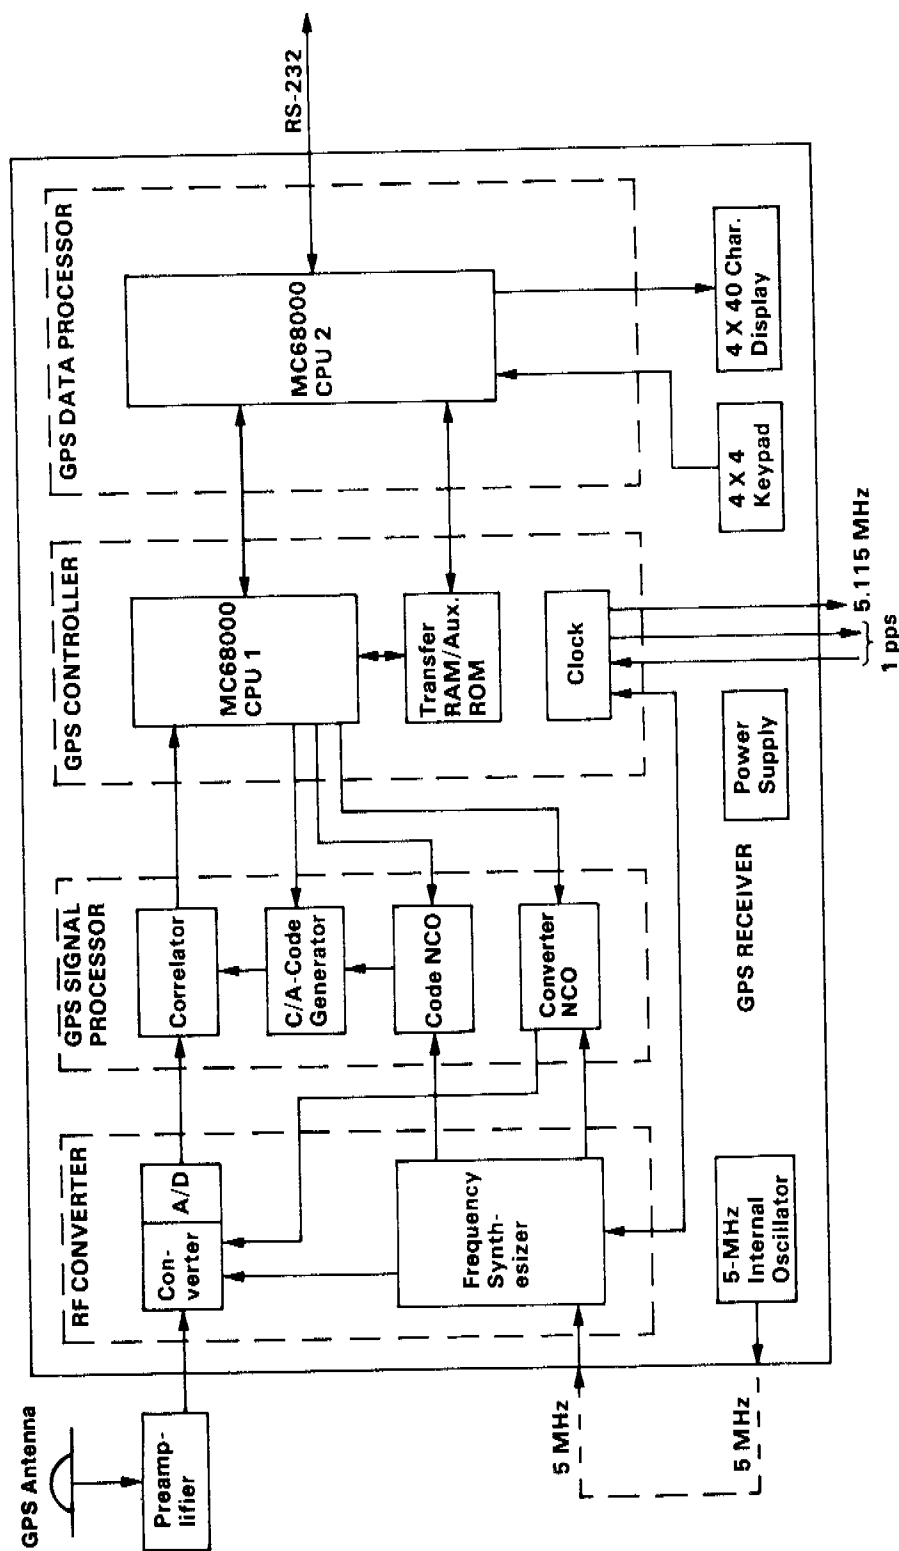 GPS Antenna
Preamp-
lifier
RF CONVERTER
Con-
verter
A/D
Frequency
Synth-
esizer
5 MHz
5 MHz
5-MHz
Internal
Oscillator
GPS SIGNAL
PROCESSOR
Correlator
C/A-Code
Generator
Code NCO
Converter
NCO
GPS RECEIVER
GPS CONTROLLER
MC68000
CPU 1
Transfer
RAM/Aux.
ROM
Clock
Power
Supply
1 pps
5.115 MHz
GPS DATA PROCESSOR
MC68000
CPU 2
4 X 4
Keypad
4 X 40 Char.
Display
RS-232